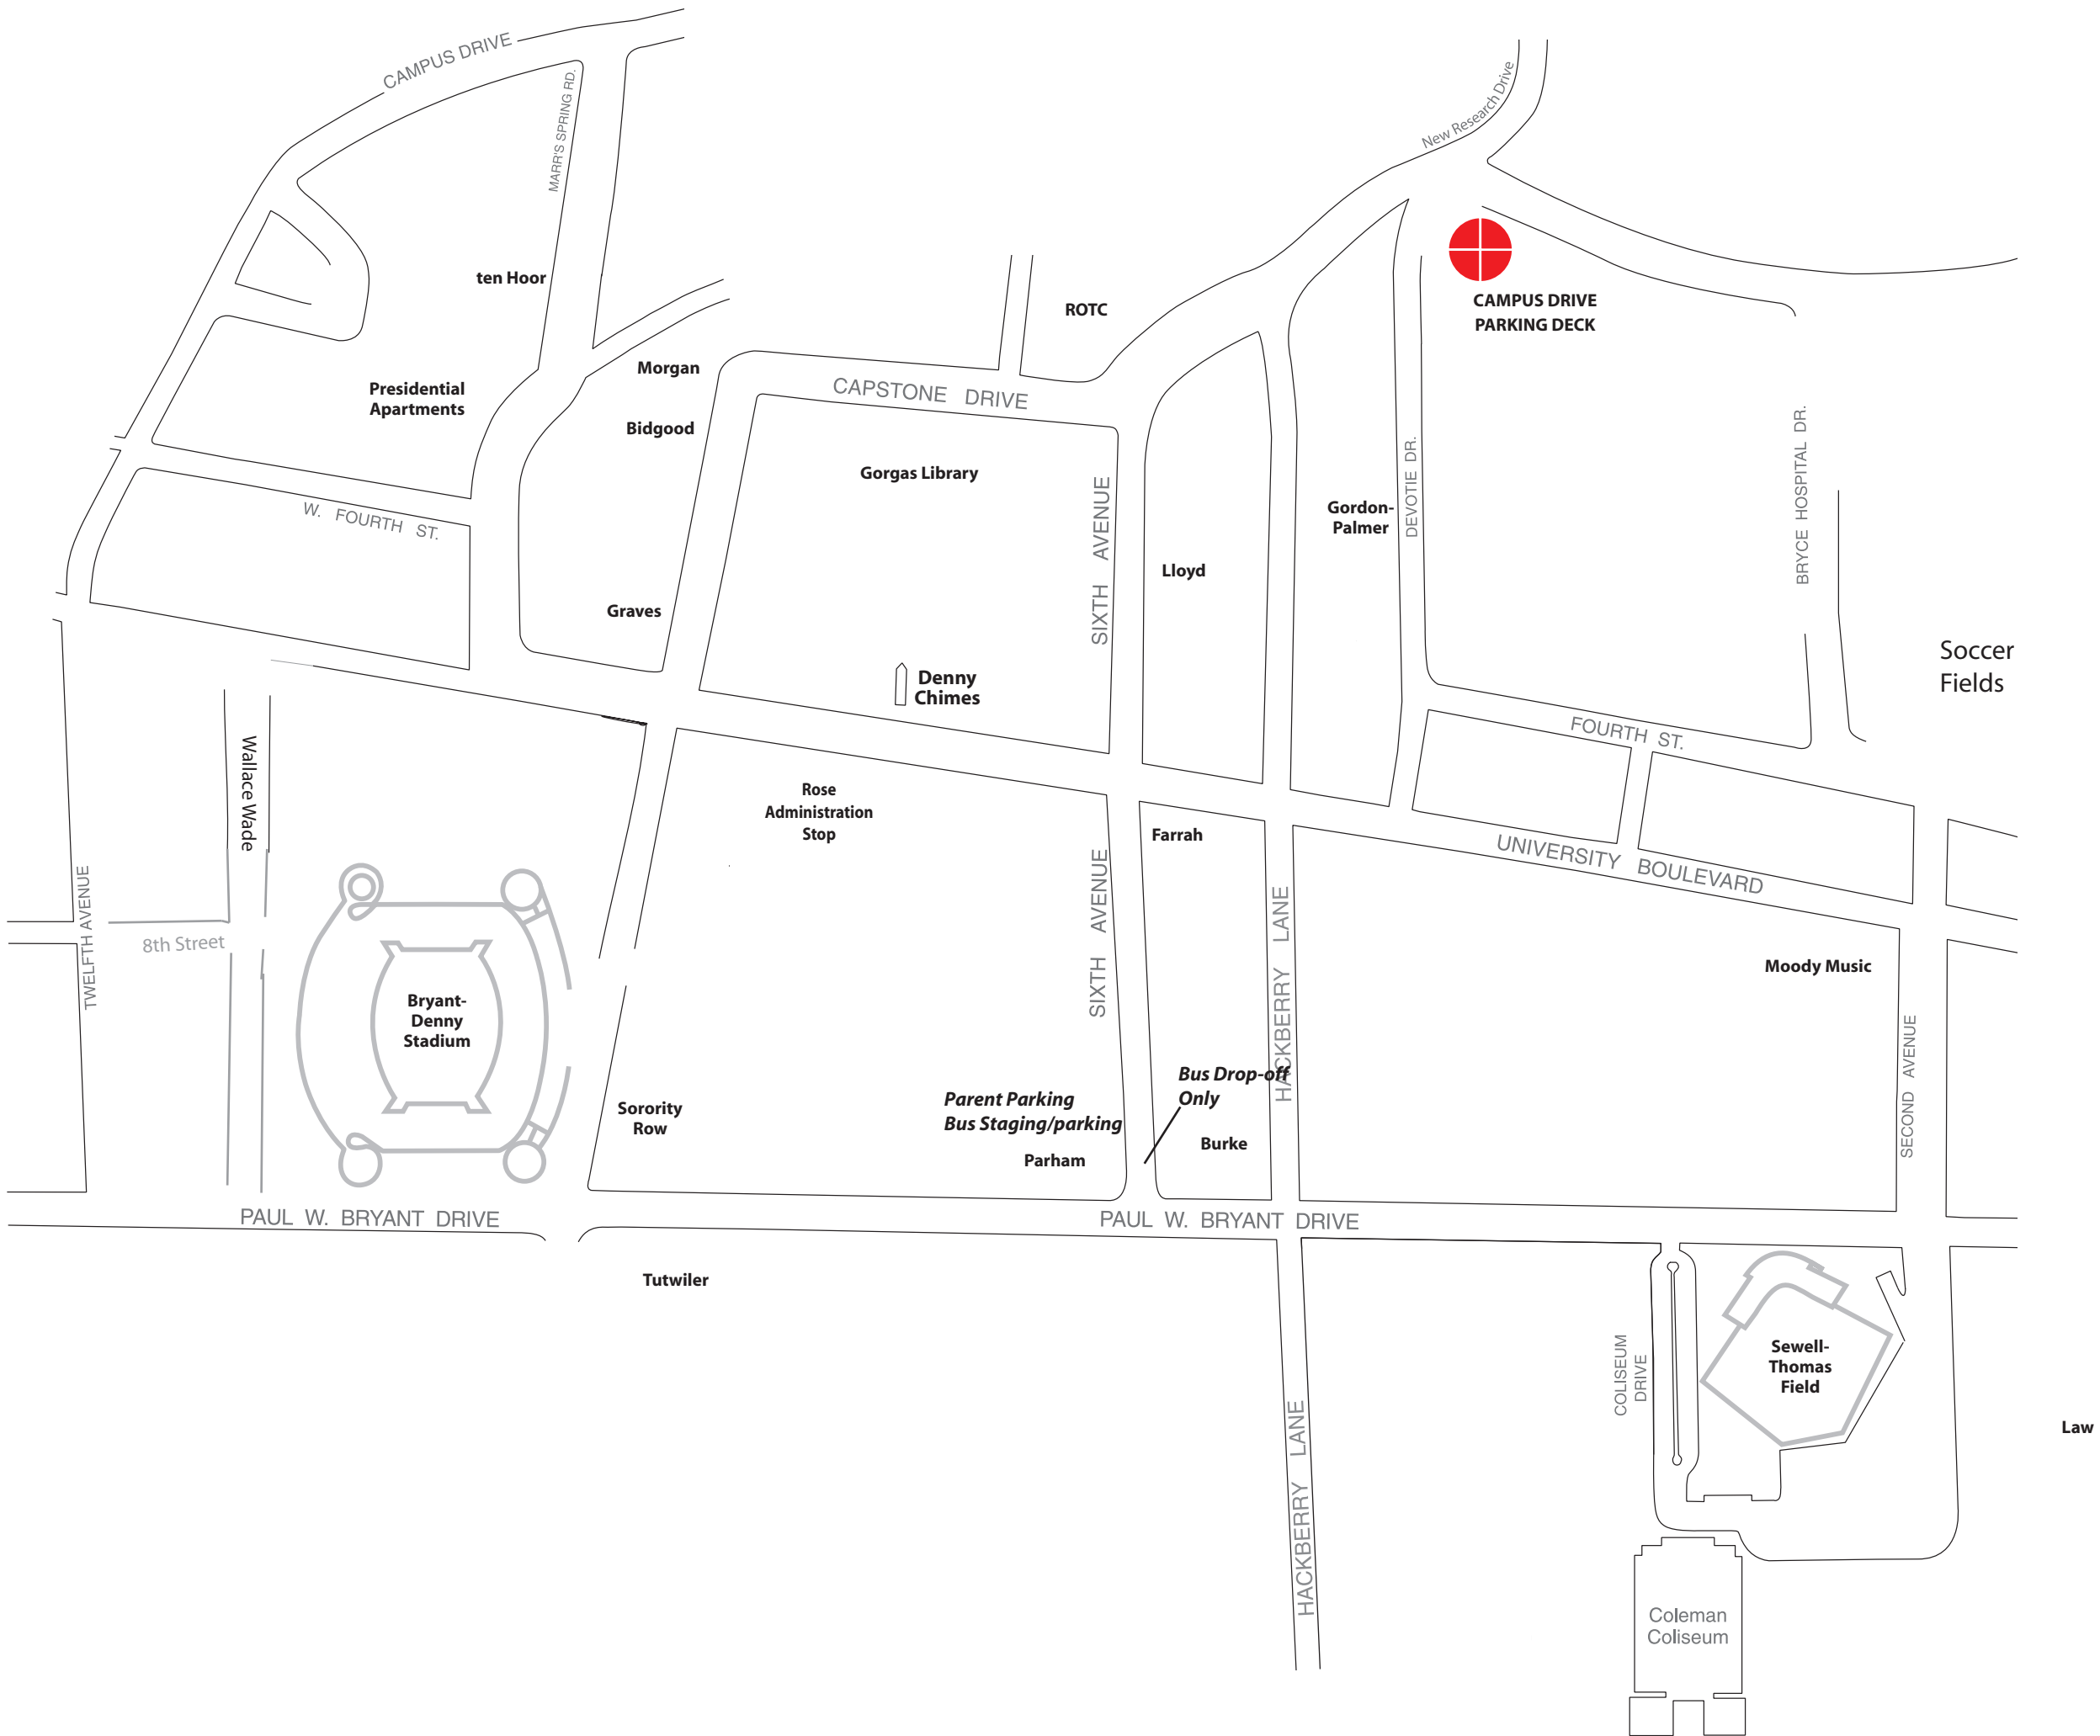 CAMPUS DRIVE
MARR'S SPRING RD.
New Research Drive
ten Hoor
ROTC
CAMPUS DRIVE
PARKING DECK
Morgan
Presidential
Apartments
CAPSTONE DRIVE
Bidgood
Gorgas Library
SIXTH AVENUE
DEVOTIE DR.
BRYCE HOSPITAL DR.
W. FOURTH ST.
Gordon-
Palmer
Lloyd
Graves
Soccer
Fields
Denny
Chimes
FOURTH ST.
Wallace Wade
Rose
Administration
Stop
Farrah
UNIVERSITY BOULEVARD
TWELFTH AVENUE
8th Street
SIXTH AVENUE
HACKBERRY LANE
Moody Music
Bryant-
Denny
Stadium
SECOND AVENUE
Bus Drop-off
Only
Parent Parking
Bus Staging/parking
Sorority
Row
Burke
Parham
PAUL W. BRYANT DRIVE
PAUL W. BRYANT DRIVE
Tutwiler
COLISEUM
DRIVE
Sewell-
Thomas
Field
HACKBERRY LANE
Law
Coleman
Coliseum